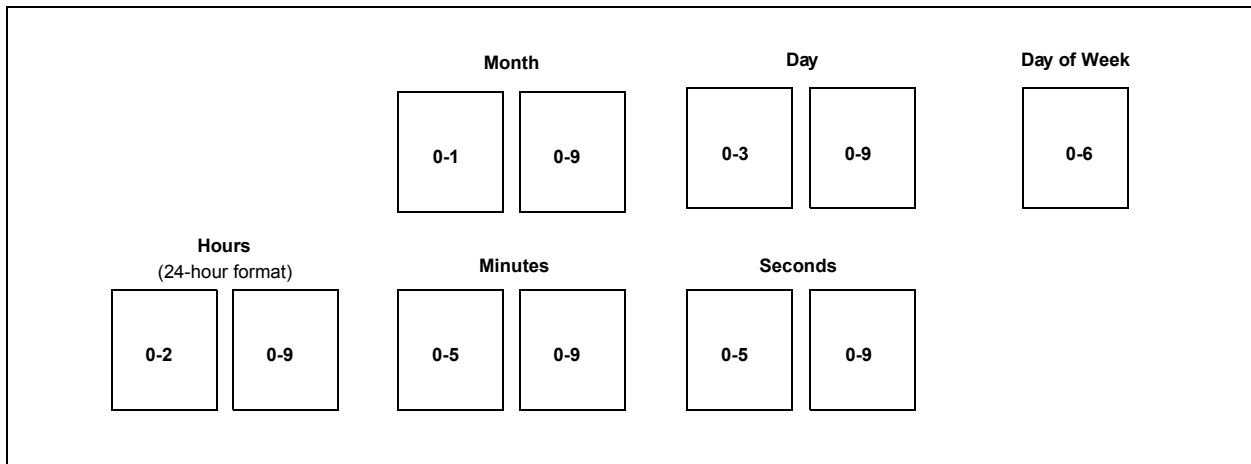 Month Day Day of Week
0-1 0-9 0-3 0-9 0-6
Hours
(24-hour format) Minutes Seconds
0-2 0-9 0-5 0-9 0-5 0-9